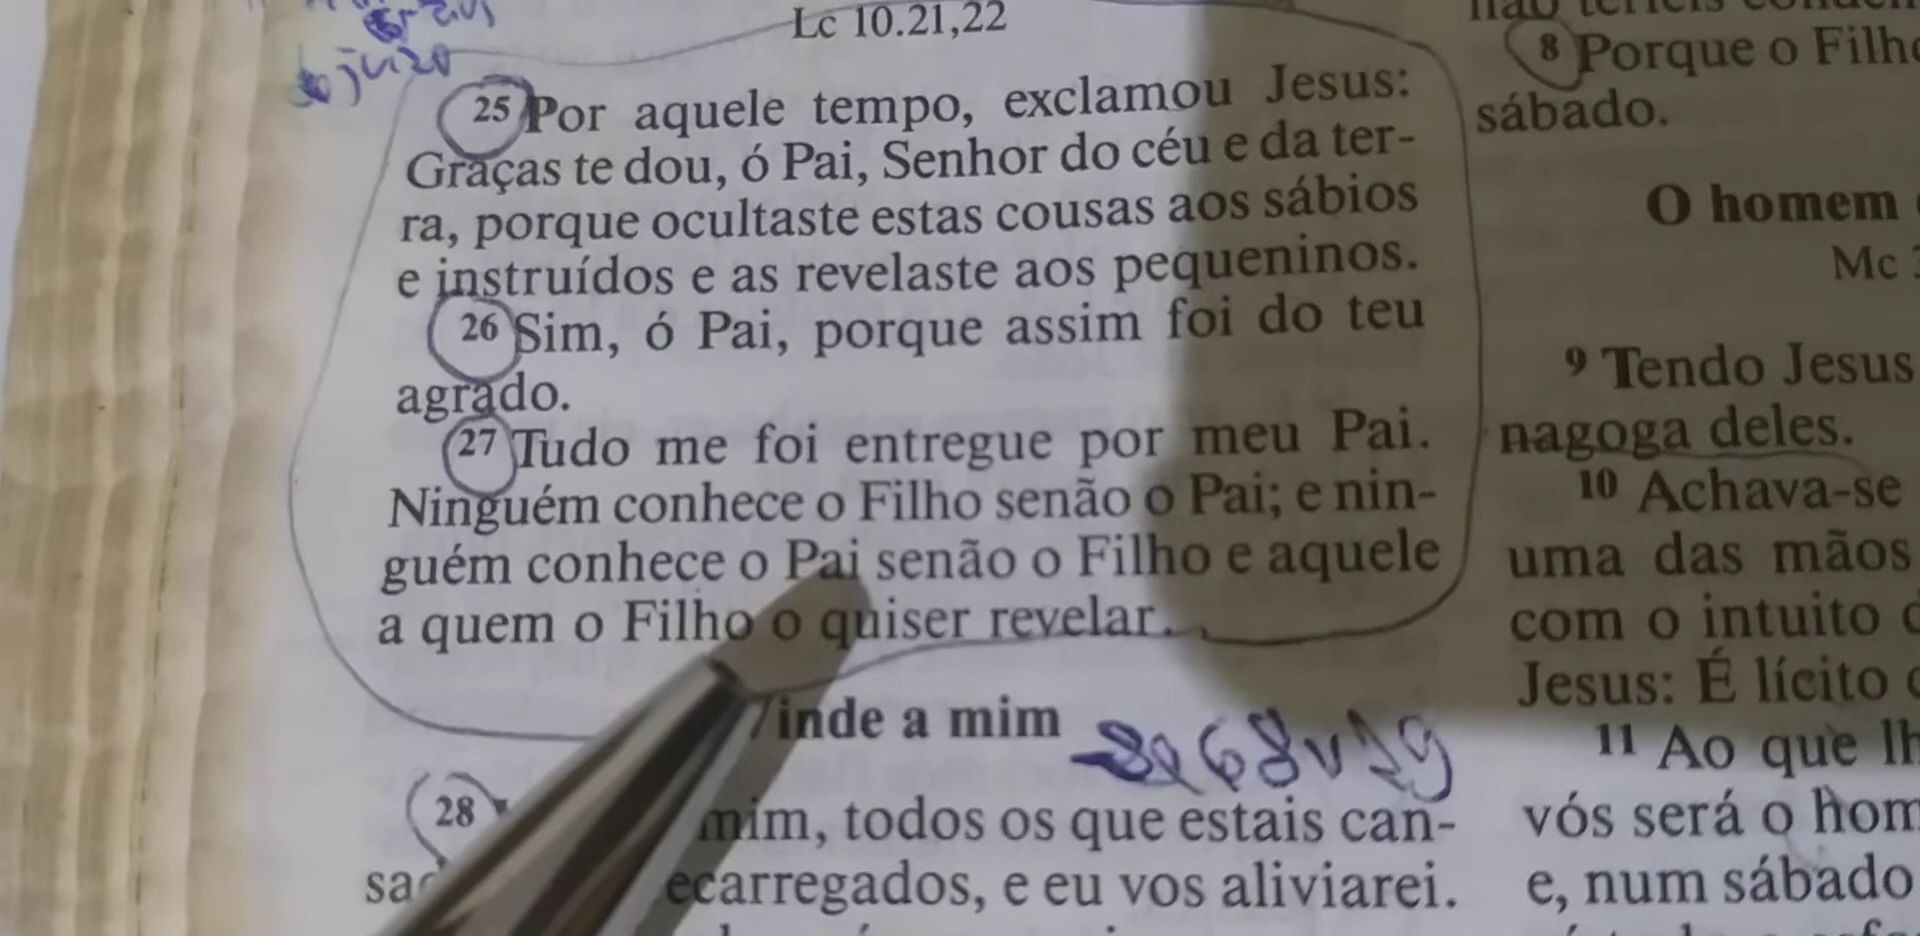 juizo
Lc 10.21,22
25 Por aquele tempo, exclamou Jesus:
Graças te dou, ó Pai, Senhor do céu e da ter-
ra, porque ocultaste estas cousas aos sábios
e instruídos e as revelaste aos pequeninos.
26 Sim, ó Pai, porque assim foi do teu
agrado.
27 Tudo me foi entregue por meu Pai.
Ninguém conhece o Filho senão o Pai; e nin-
guém conhece o Pai senão o Filho e aquele
a quem o Filho o quiser revelar.
inde a mim
28
mim, todos os que estais can-
ecarregados, e eu vos aliviarei.
8 Porque o Filho
sábado.
O homem
Mc
9 Tendo Jesus
nagoga deles.
10 Achava-se
uma das mãos
com o intuito
Jesus: É lícito
11 Ao que lh
vós será o hom
e, num sábado